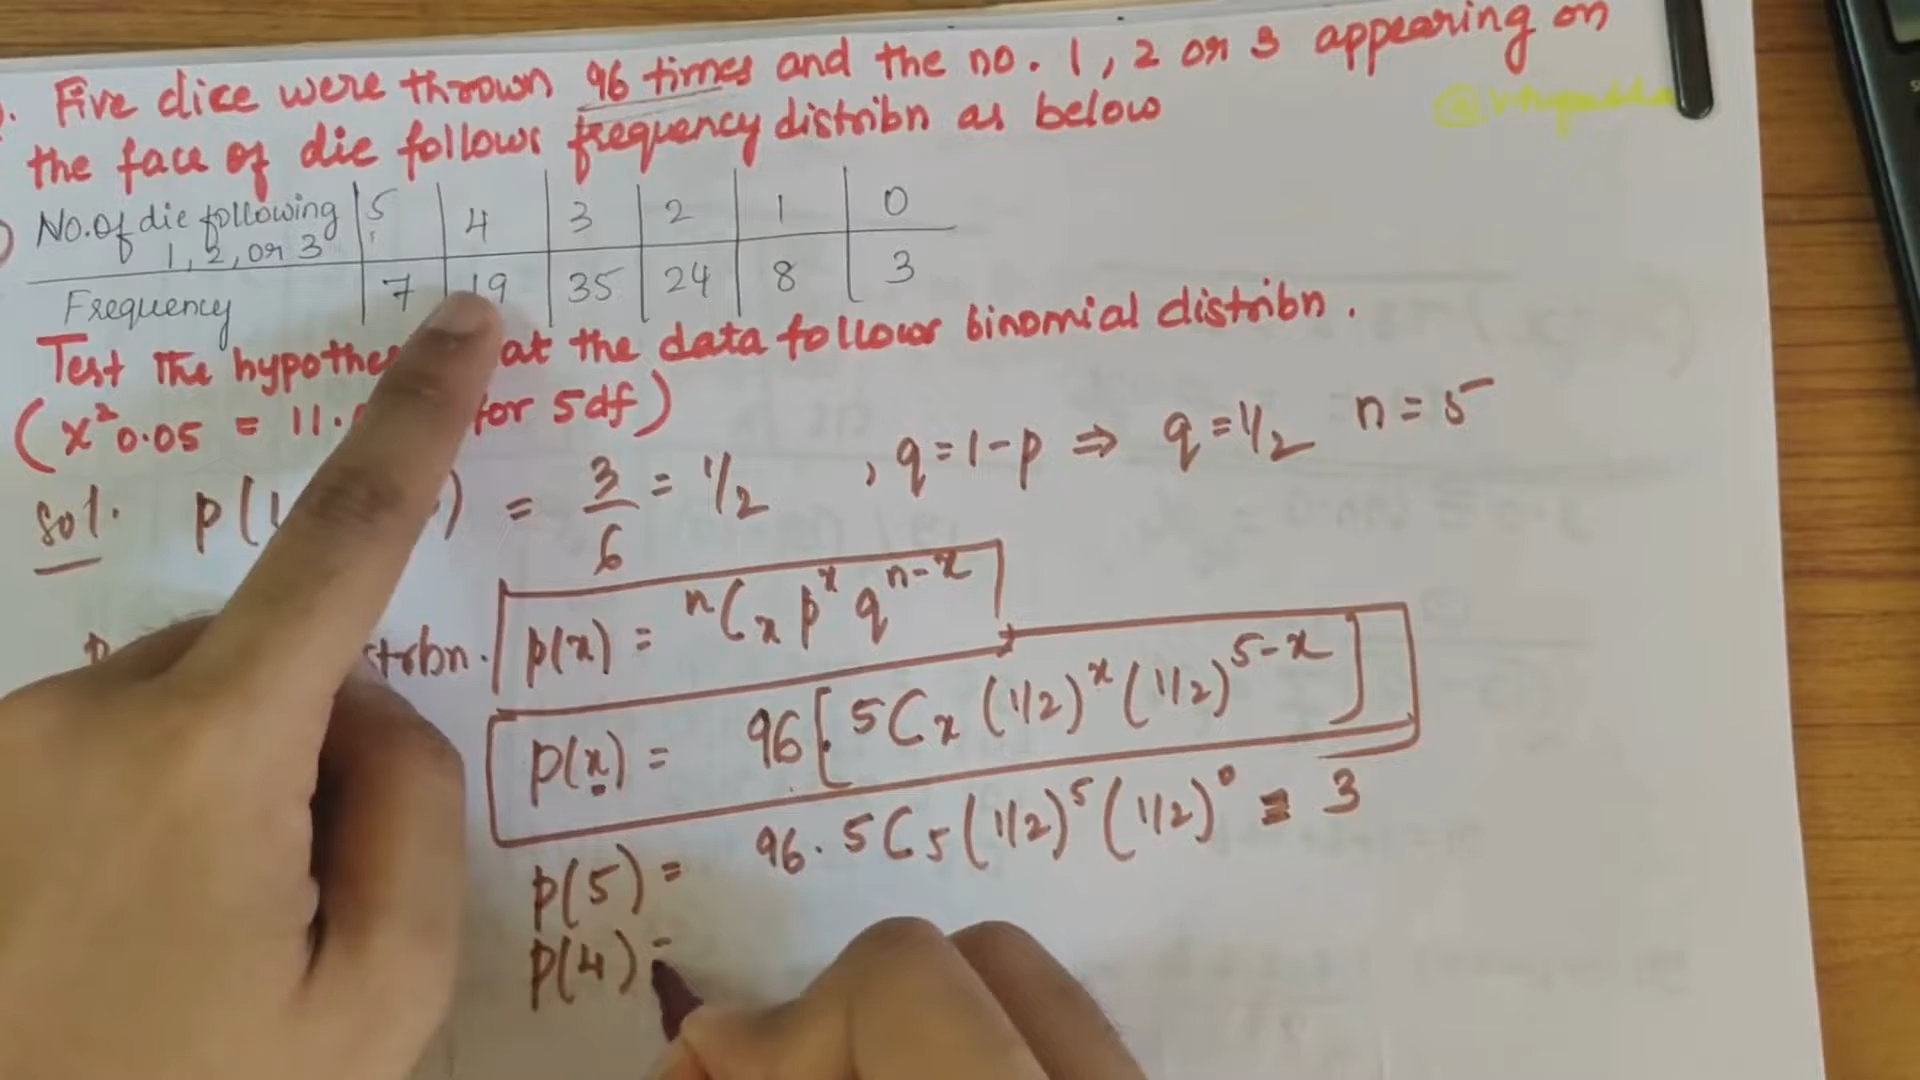 Five dice were thrown 96 times and the no. 1, 2 or 3 appearing on
the face of die follows frequency distribn as below
No. of die following 1, 2, or 3 | 5 | 4 | 3 | 2 | 1 | 0
Frequency | 7 | 19 | 35 | 24 | 8 | 3
Test the hypothe at the data follows binomial distribn.
(x² 0.05 = 11. for 5df)
Sol. P(1 ) = 3/6 = 1/2 , q = 1-p ⇒ q = 1/2 n = 5
strbn. p(x) = ⁿCₓ pˣ qⁿ⁻ˣ
p(x) = 96[5Cₓ (1/2)ˣ (1/2)⁵⁻ˣ]
p(5) = 96. 5C₅ (1/2)⁵ (1/2)⁰ = 3
p(4) =